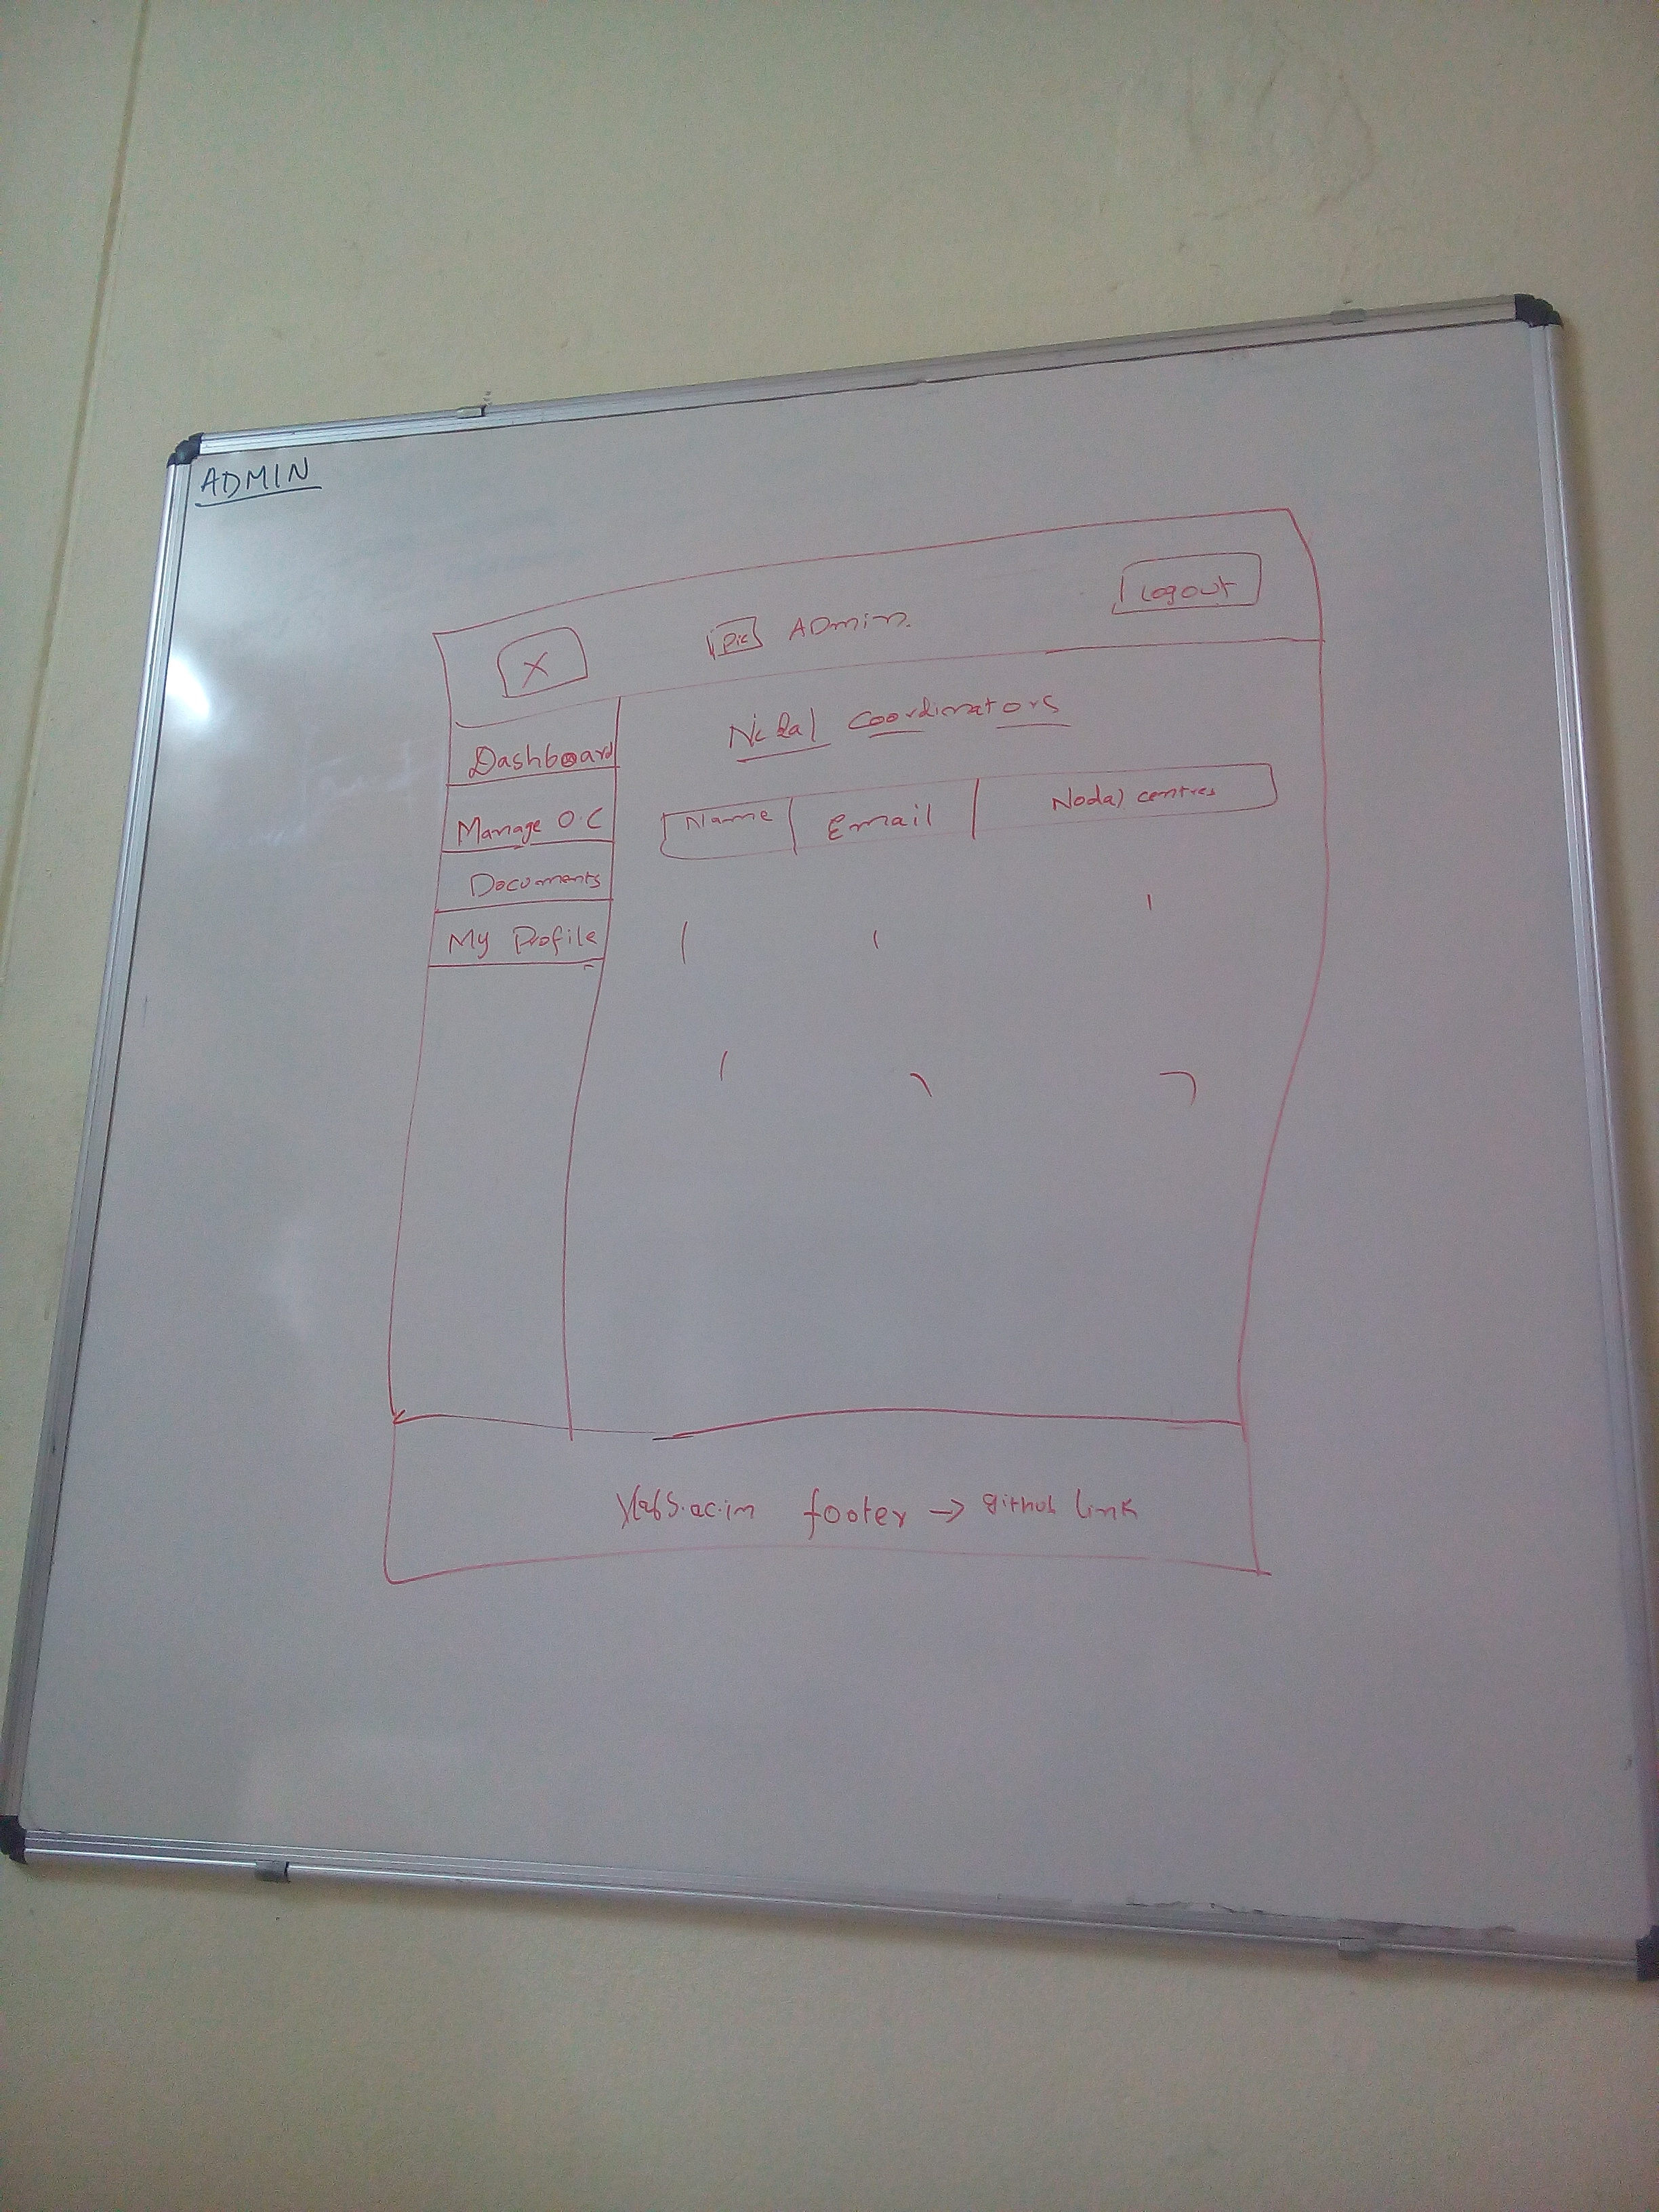 ADMIN
X
Pic ADmin.
Logout
Nodal coordinators
Dashboard
Manage O.C
Documents
My Profile
Name Email Nodal centres
Vlabs.ac.in footer → github link